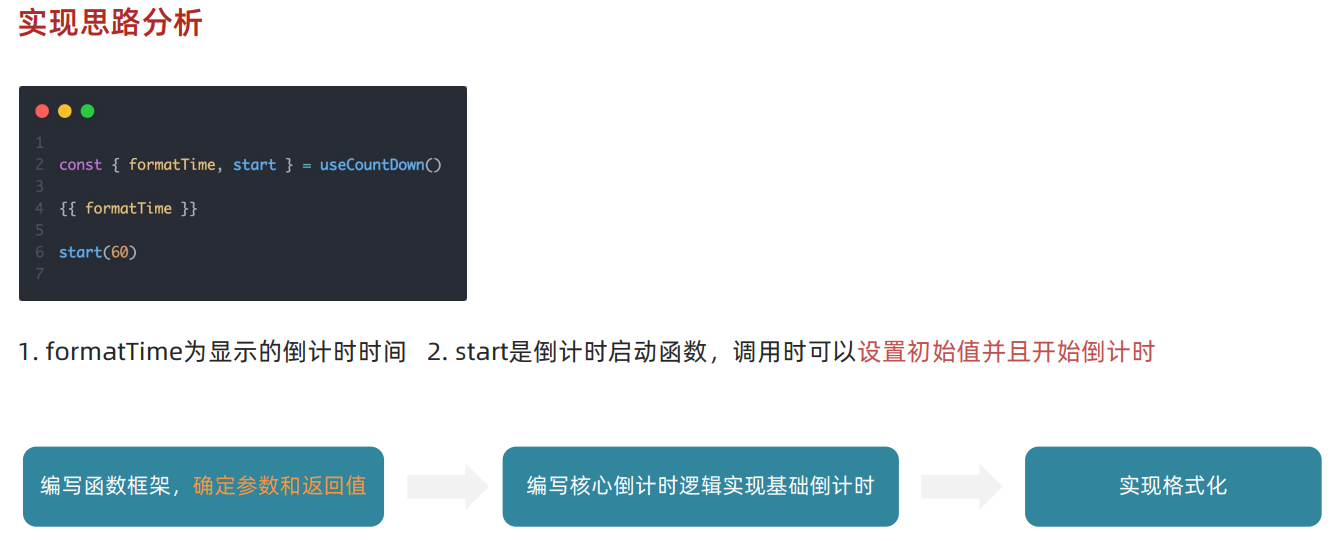 实现思路分析
1
2 const { formatTime, start } = useCountDown()
3
4 {{ formatTime }}
5
6 start(60)
7
1. formatTime为显示的倒计时时间 2. start是倒计时启动函数，调用时可以设置初始值并且开始倒计时
编写函数框架，确定参数和返回值
编写核心倒计时逻辑实现基础倒计时
实现格式化